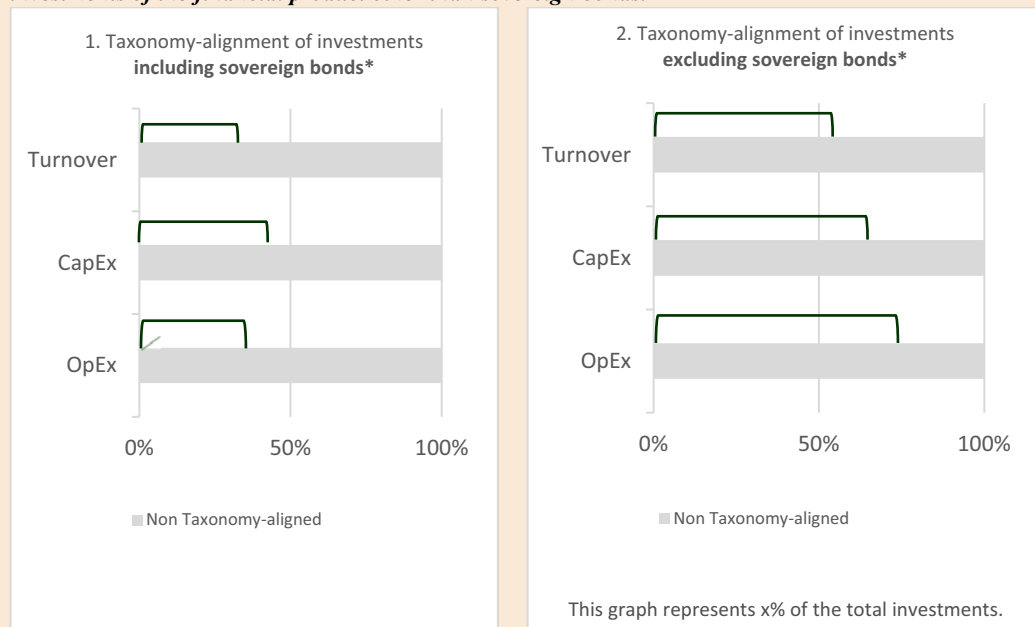 1. Taxonomy-alignment of investments
including sovereign bonds*
Turnover
CapEx
OpEx
0% 50% 100%
Non Taxonomy-aligned
2. Taxonomy-alignment of investments
excluding sovereign bonds*
Turnover
CapEx
OpEx
0% 50% 100%
Non Taxonomy-aligned
This graph represents x% of the total investments.